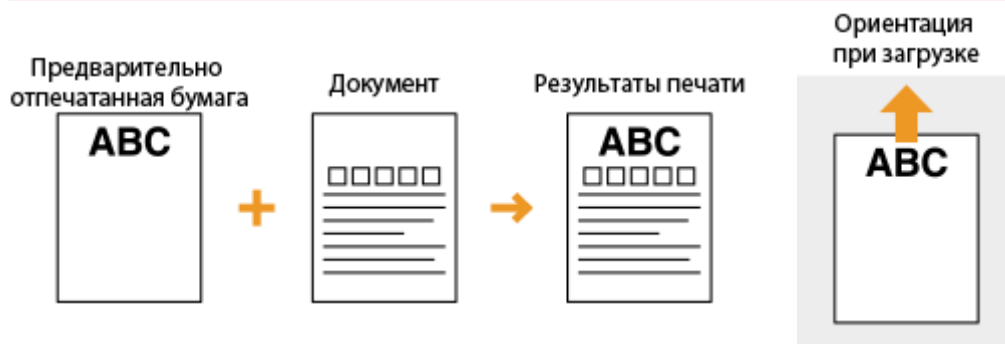 Предварительно
отпечатанная бумага
ABC
Документ
Результаты печати
ABC
Ориентация
при загрузке
ABC